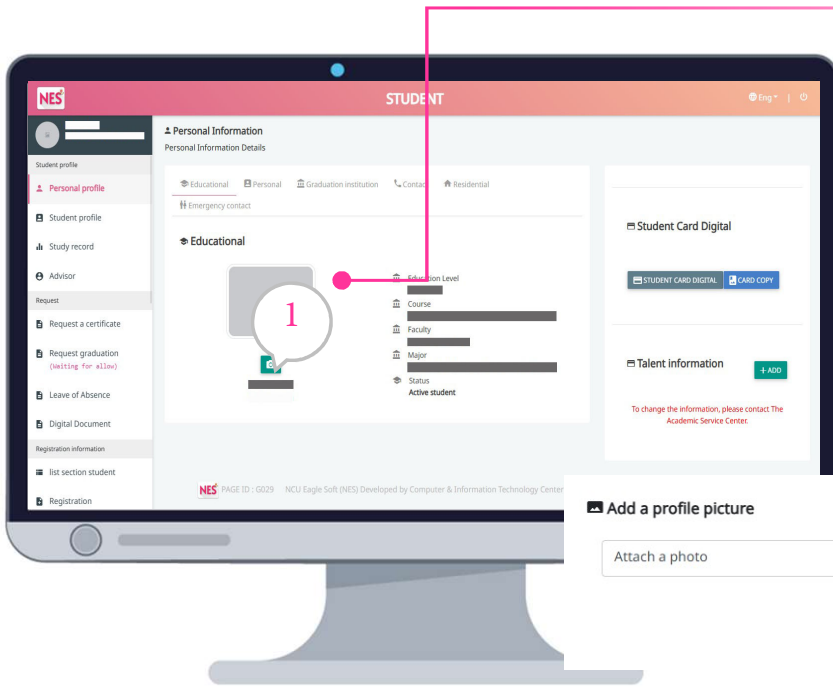 NES
STUDENT
Eng
Personal Information
Personal Information Details
Student profile
Personal profile
Student profile
Study record
Advisor
Request
Request a certificate
Request graduation
(Waiting for allow)
Leave of Absence
Digital Document
Registration information
list section student
Registration
Educational
Personal
Graduation institution
Contact
Residential
Emergency contact
Educational
1
Education Level
Course
Faculty
Major
Status
Active student
Student Card Digital
STUDENT CARD DIGITAL
CARD COPY
Talent information
+ ADD
To change the information, please contact The
Academic Service Center.
NES PAGE ID : G029 NCU Eagle Soft (NES) Developed by Computer & Information Technology Center
Add a profile picture
Attach a photo